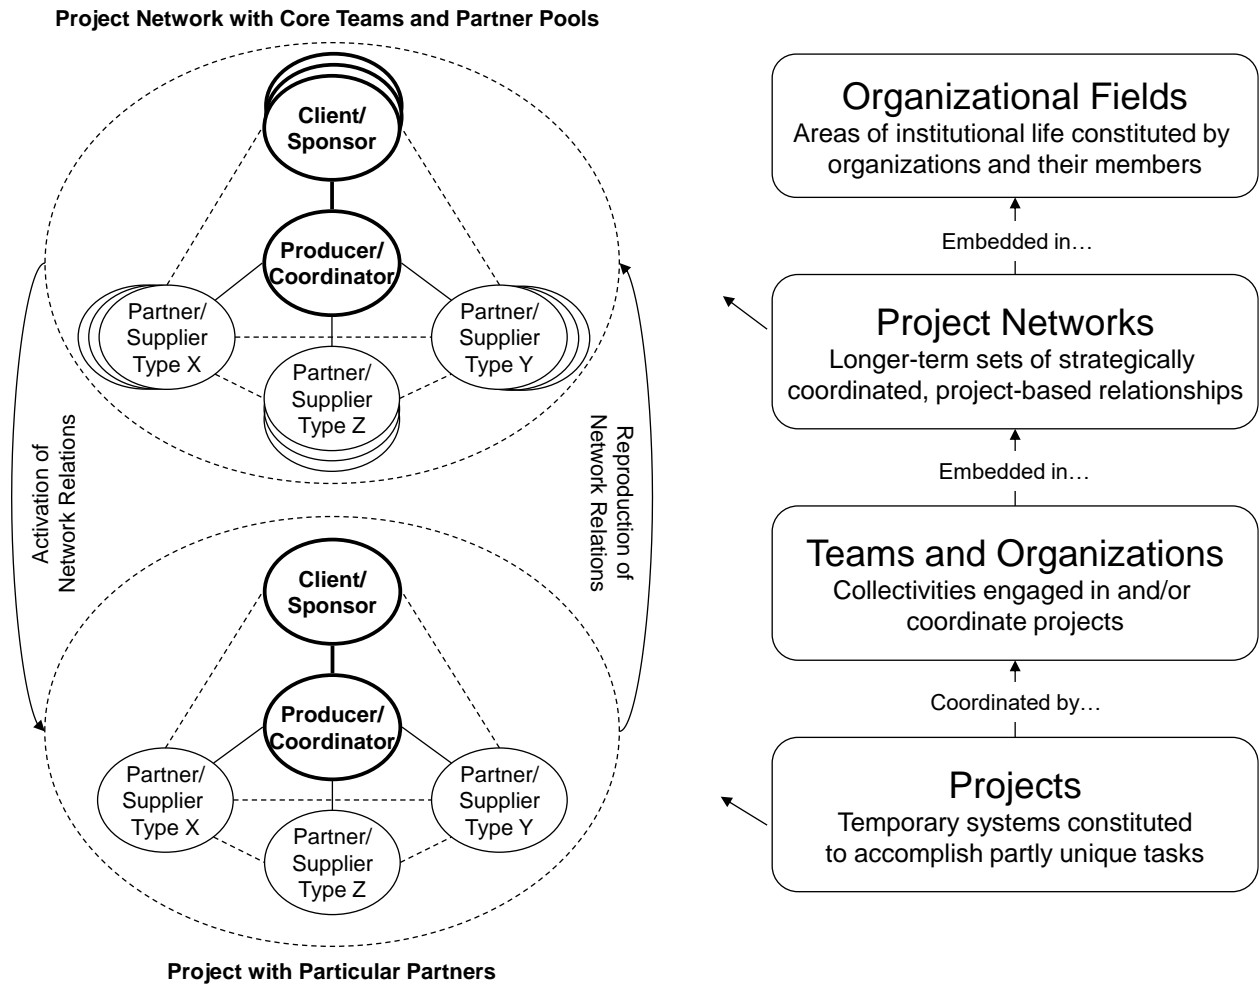 Project Network with Core Teams and Partner Pools
Client/
Sponsor
Producer/
Coordinator
Partner/
Supplier
Type X
Partner/
Supplier
Type Y
Partner/
Supplier
Type Z
Activation of
Network Relations
Reproduction of
Network Relations
Client/
Sponsor
Producer/
Coordinator
Partner/
Supplier
Type X
Partner/
Supplier
Type Y
Partner/
Supplier
Type Z
Project with Particular Partners
Organizational Fields
Areas of institutional life constituted by
organizations and their members
Embedded in…
Project Networks
Longer-term sets of strategically
coordinated, project-based relationships
Embedded in…
Teams and Organizations
Collectivities engaged in and/or
coordinate projects
Coordinated by…
Projects
Temporary systems constituted
to accomplish partly unique tasks